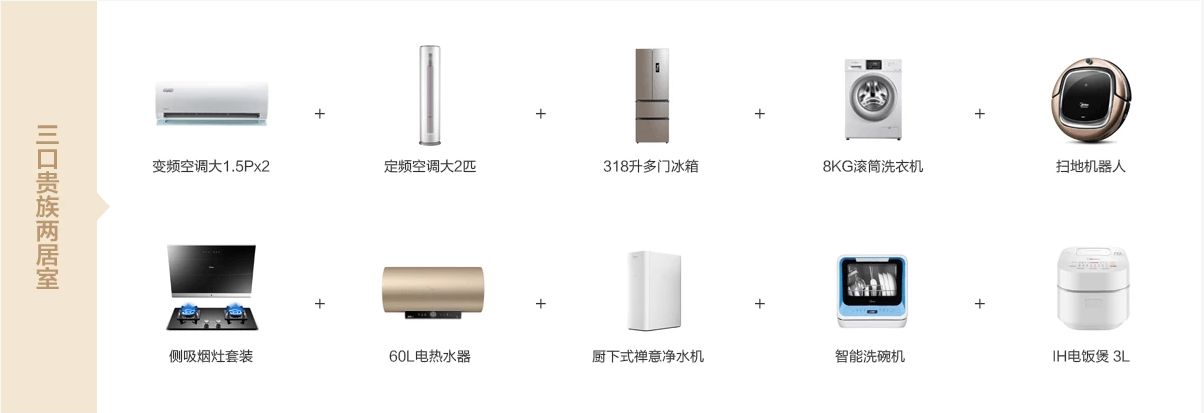 三口贵族两居室
+
+
+
+
变频空调大1.5Px2
定频空调大2匹
318升多门冰箱
8KG滚筒洗衣机
扫地机器人
+
+
+
+
侧吸烟灶套装
60L电热水器
厨下式禅意净水机
智能洗碗机
IH电饭煲 3L